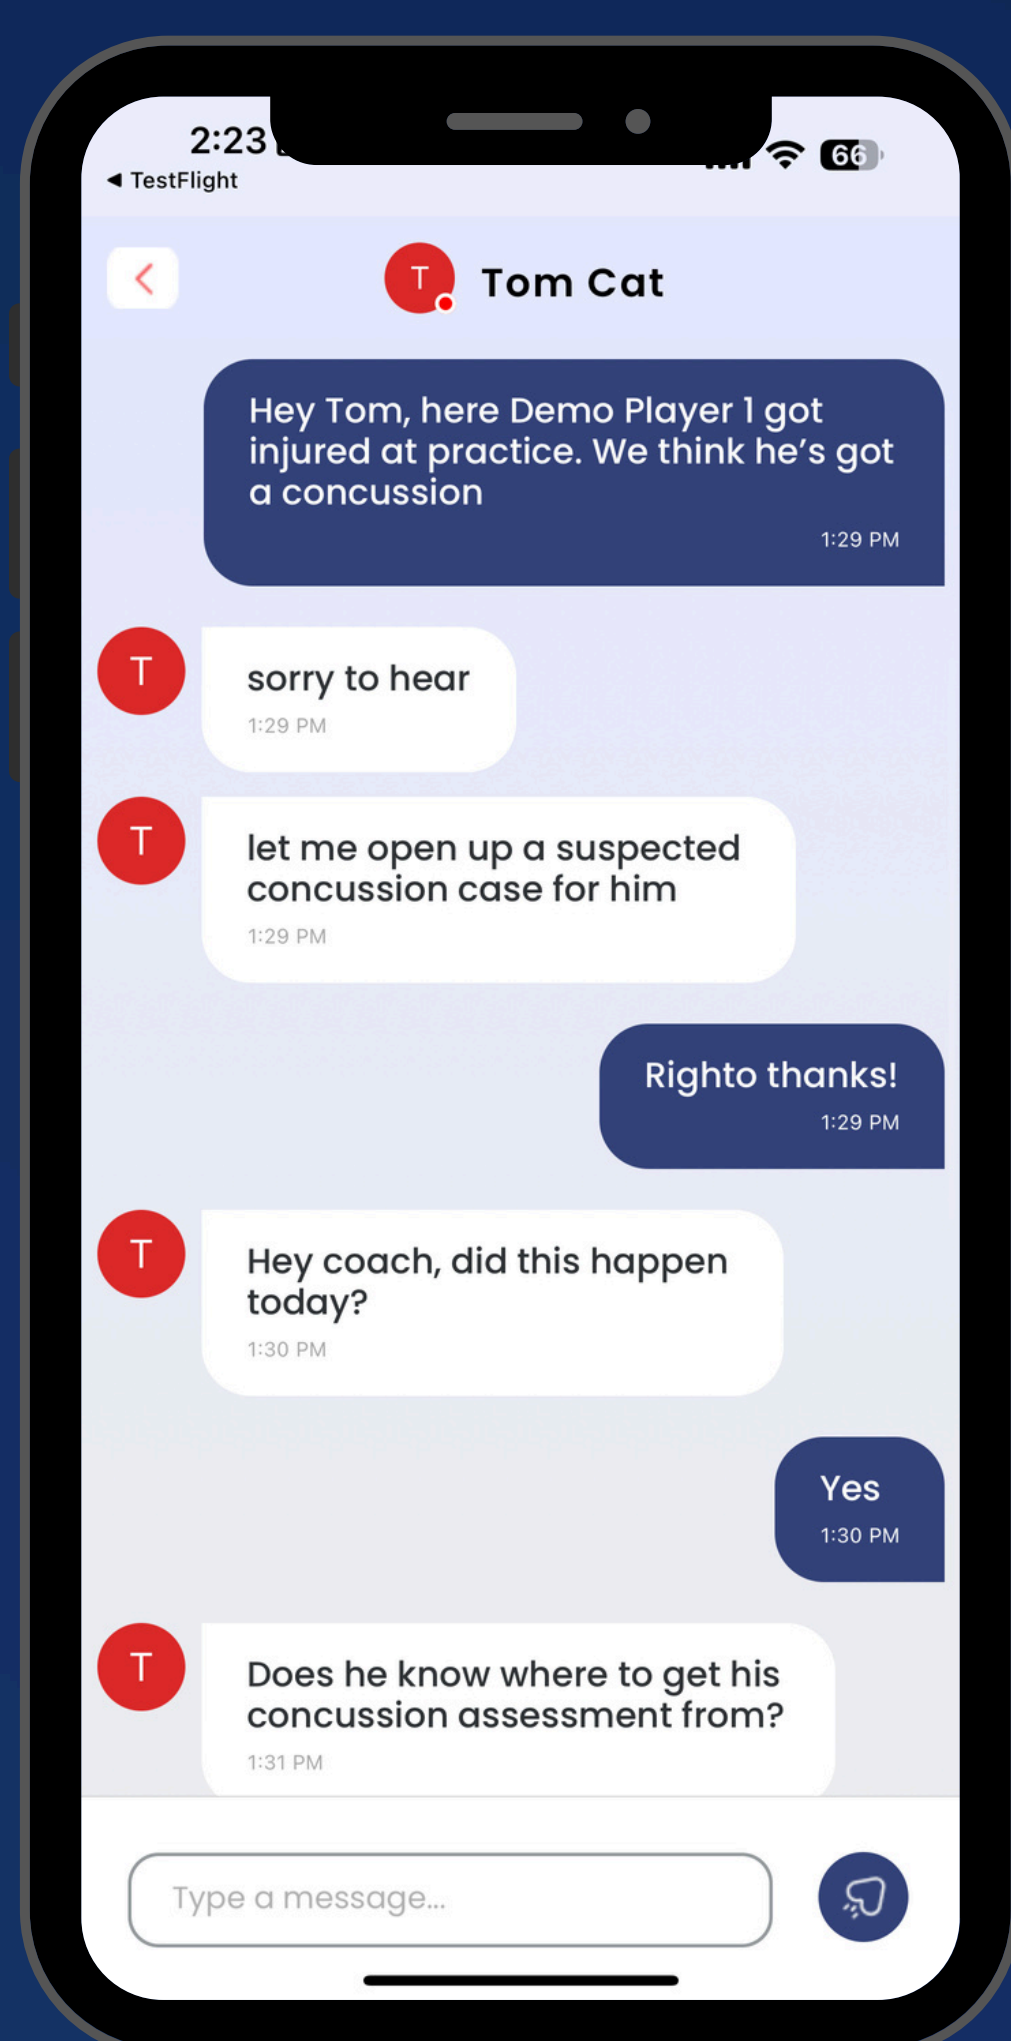 2:23
66
◀ TestFlight
T
Tom Cat
Hey Tom, here Demo Player 1 got
injured at practice. We think he’s got
a concussion
1:29 PM
T
sorry to hear
1:29 PM
T
let me open up a suspected
concussion case for him
1:29 PM
Righto thanks!
1:29 PM
T
Hey coach, did this happen
today?
1:30 PM
Yes
1:30 PM
T
Does he know where to get his
concussion assessment from?
1:31 PM
Type a message...